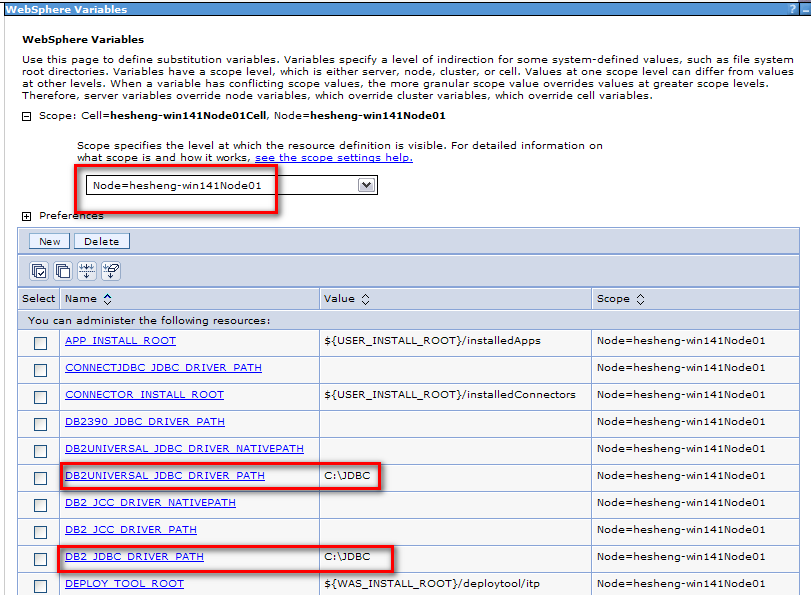 WebSphere Variables ? –
WebSphere Variables
Use this page to define substitution variables. Variables specify a level of indirection for some system-defined values, such as file system
root directories. Variables have a scope level, which is either server, node, cluster, or cell. Values at one scope level can differ from values
at other levels. When a variable has conflicting scope values, the more granular scope value overrides values at greater scope levels.
Therefore, server variables override node variables, which override cluster variables, which override cell variables.
Scope: Cell=hesheng-win141Node01Cell, Node=hesheng-win141Node01
Scope specifies the level at which the resource definition is visible. For detailed information on
what scope is and how it works, see the scope settings help.
Node=hesheng-win141Node01
Preferences
New Delete
Select Name Value Scope
You can administer the following resources:
APP_INSTALL_ROOT ${USER_INSTALL_ROOT}/installedApps Node=hesheng-win141Node01
CONNECTJDBC_JDBC_DRIVER_PATH Node=hesheng-win141Node01
CONNECTOR_INSTALL_ROOT ${USER_INSTALL_ROOT}/installedConnectors Node=hesheng-win141Node01
DB2390_JDBC_DRIVER_PATH Node=hesheng-win141Node01
DB2UNIVERSAL_JDBC_DRIVER_NATIVEPATH Node=hesheng-win141Node01
DB2UNIVERSAL_JDBC_DRIVER_PATH C:\JDBC Node=hesheng-win141Node01
DB2_JCC_DRIVER_NATIVEPATH Node=hesheng-win141Node01
DB2_JCC_DRIVER_PATH Node=hesheng-win141Node01
DB2_JDBC_DRIVER_PATH C:\JDBC Node=hesheng-win141Node01
DEPLOY_TOOL_ROOT ${WAS_INSTALL_ROOT}/deploytool/itp Node=hesheng-win141Node01